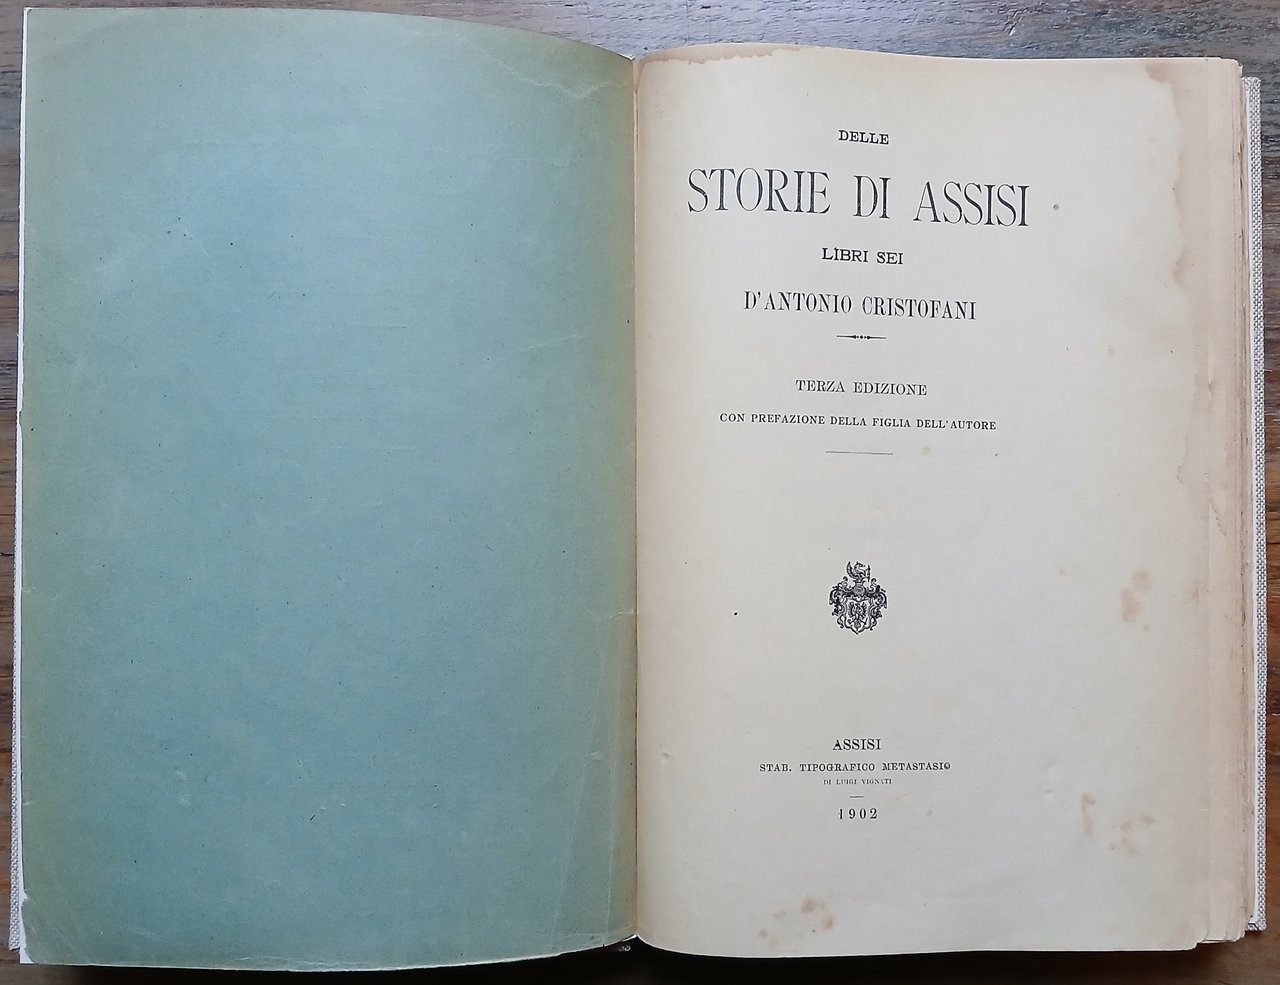 DELLE
STORIE DI ASSISI
LIBRI SEI
D'ANTONIO CRISTOFANI
TERZA EDIZIONE
CON PREFAZIONE DELLA FIGLIA DELL'AUTORE
ASSISI
STAB. TIPOGRAFICO METASTASIO
DI LUIGI VIGNATI
1902